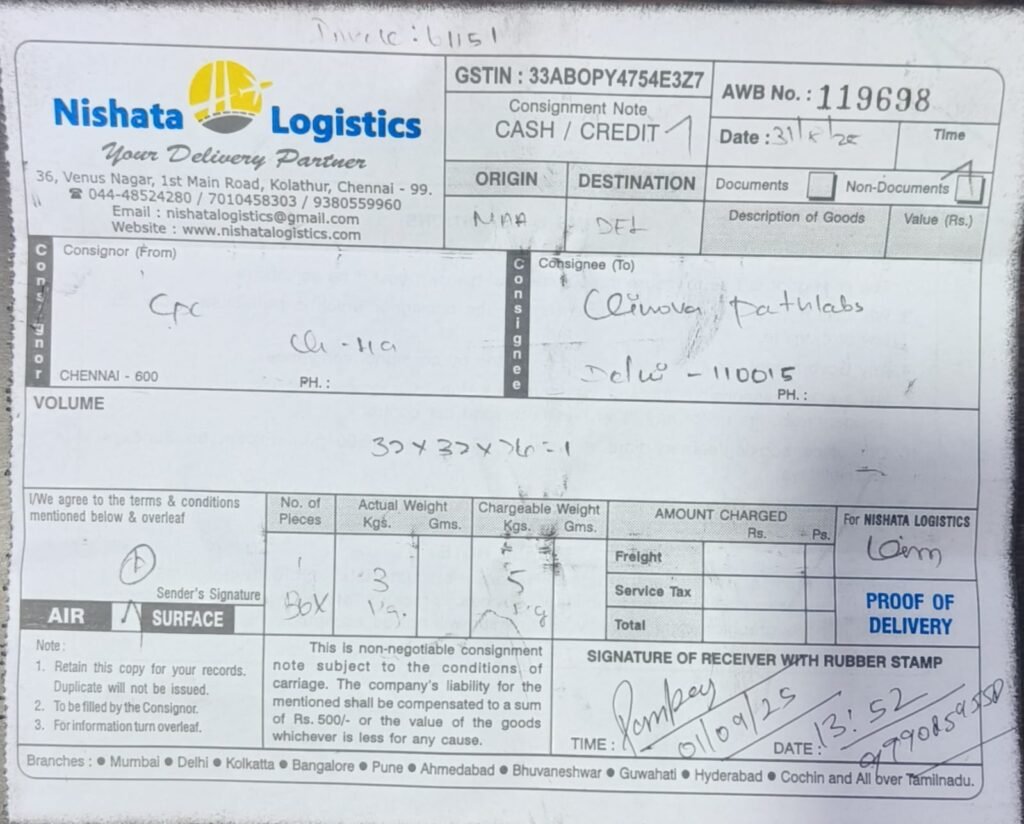 Invoice : 61151
Nishata Logistics
Your Delivery Partner
36, Venus Nagar, 1st Main Road, Kolathur, Chennai - 99.
☎ 044-48524280 / 7010458303 / 9380559960
Email : nishatalogistics@gmail.com
Website : www.nishatalogistics.com
GSTIN : 33ABOPY4754E3Z7
Consignment Note
CASH / CREDIT
AWB No. : 119698
Date : 31/8/25
Time
ORIGIN
DESTINATION
MAA
DEL
Documents
Non-Documents
Description of Goods
Value (Rs.)
Consignor
Consignor (From)
CPC
CHENNAI - 600
PH. :
Consignee
Consignee (To)
Clinova pathlabs
Delhi - 110015
PH. :
VOLUME
I/We agree to the terms & conditions
mentioned below & overleaf
Sender's Signature
AIR
SURFACE
No. of
Pieces
1
BOX
Actual Weight
Kgs. Gms.
3
kg.
Chargeable Weight
Kgs. Gms.
5
kg
AMOUNT CHARGED
Rs. Ps.
Freight
Service Tax
Total
For NISHATA LOGISTICS
PROOF OF
DELIVERY
Note :
1. Retain this copy for your records.
Duplicate will not be issued.
2. To be filled by the Consignor.
3. For information turn overleaf.
This is non-negotiable consignment
note subject to the conditions of
carriage. The company's liability for the
mentioned shall be compensated to a sum
of Rs. 500/- or the value of the goods
whichever is less for any cause.
SIGNATURE OF RECEIVER WITH RUBBER STAMP
Pampey
01/09/25
13:52
TIME :
DATE :
Branches : ● Mumbai ● Delhi ● Kolkatta ● Bangalore ● Pune ● Ahmedabad ● Bhuvaneshwar ● Guwahati ● Hyderabad ● Cochin and All over Tamilnadu.